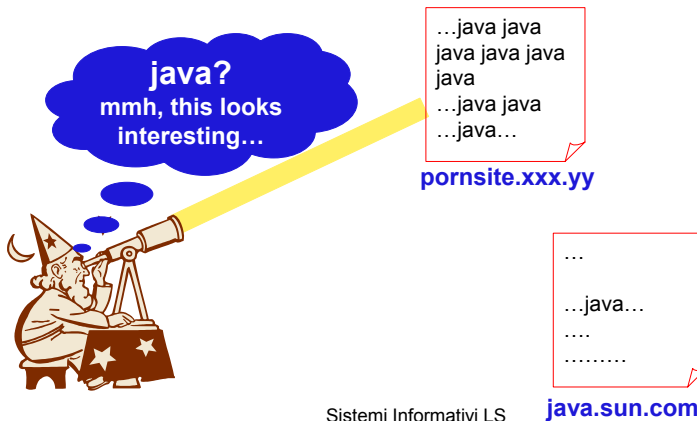 …java java
java java java
java
…java java
…java…
pornsite.xxx.yy
java?
mmh, this looks
interesting…
…
…java…
….
………
java.sun.com
Sistemi Informativi LS